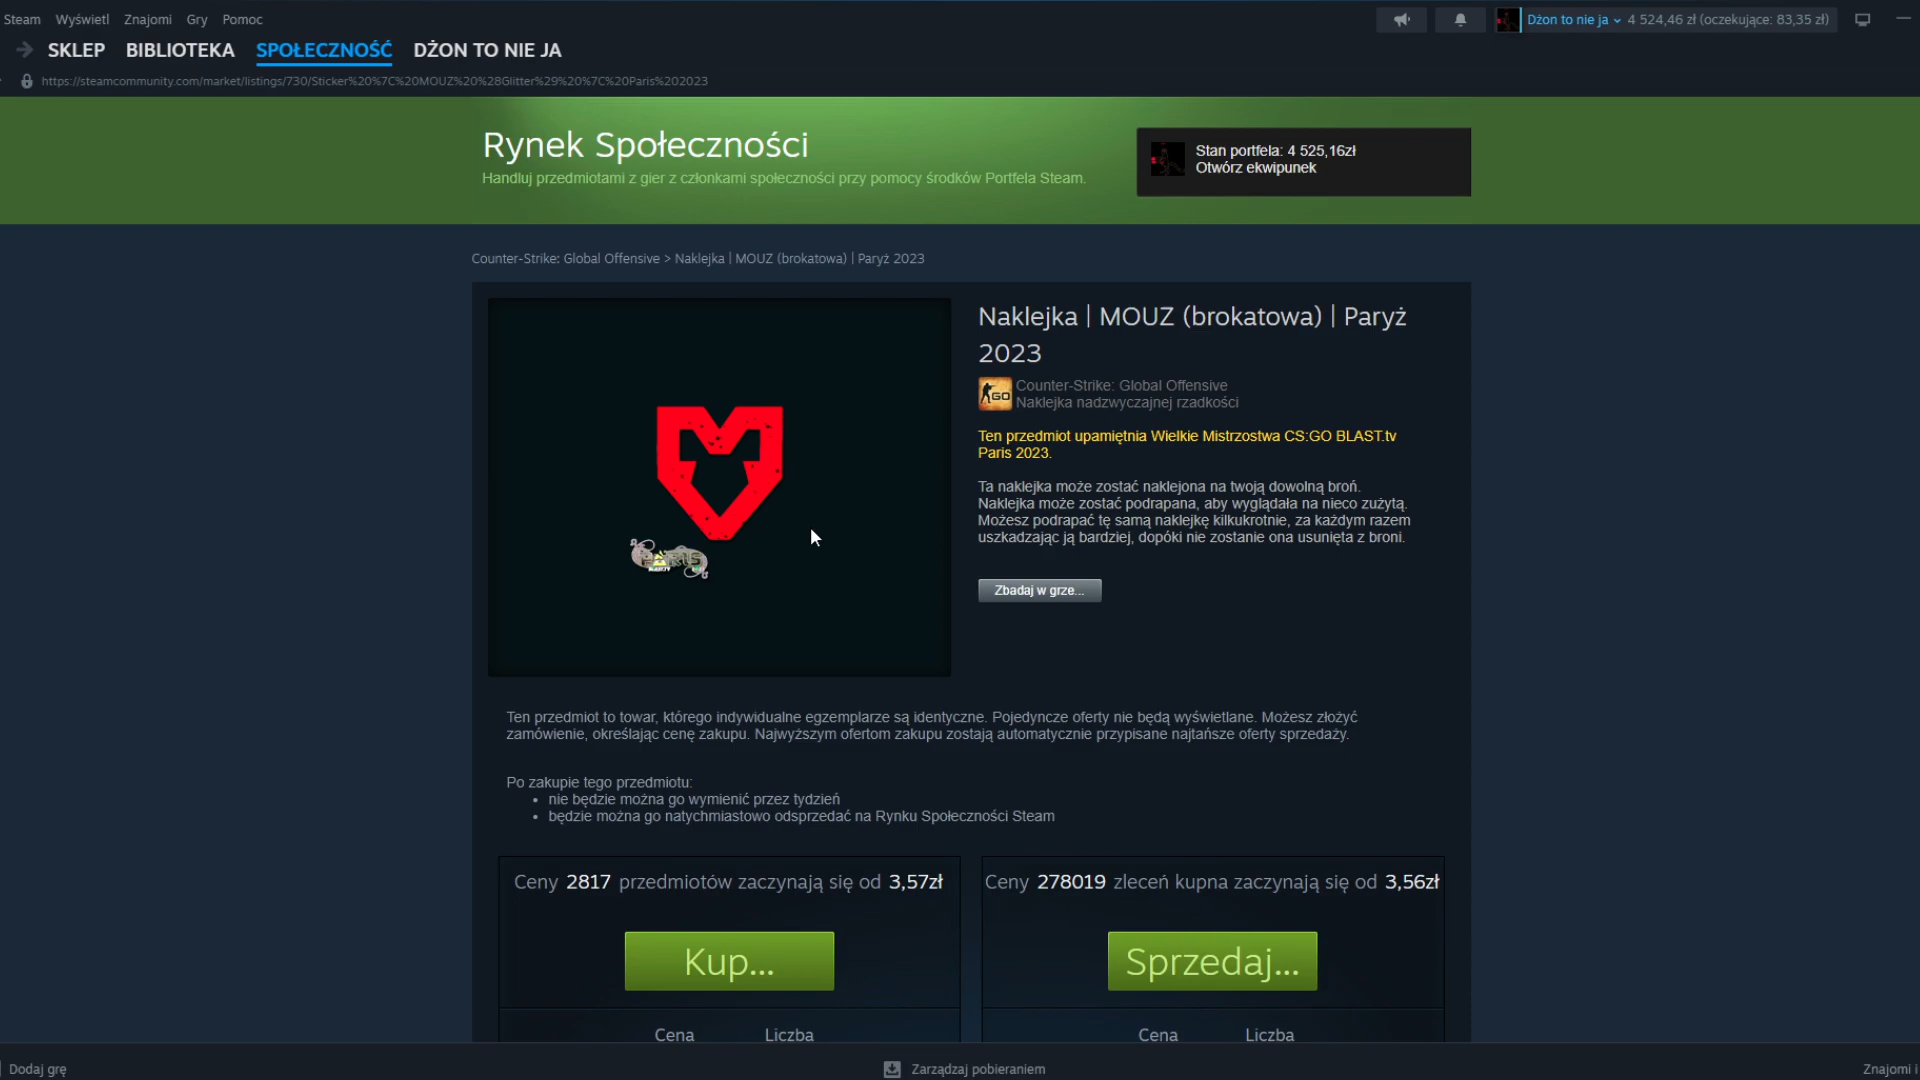 Steam Wyświetl Znajomi Gry Pomoc
Dżon to nie ja 4 524,46 zł (oczekujące: 83,35 zł)
SKLEP BIBLIOTEKA SPOŁECZNOŚĆ DŻON TO NIE JA
https://steamcommunity.com/market/listings/730/Sticker%20%7C%20MOUZ%20%28Glitter%29%20%7C%20Paris%202023
Rynek Społeczności
Handluj przedmiotami z gier z członkami społeczności przy pomocy środków Portfela Steam.
Stan portfela: 4 525,16zł
Otwórz ekwipunek
Counter-Strike: Global Offensive > Naklejka | MOUZ (brokatowa) | Paryż 2023
PARIS
Naklejka | MOUZ (brokatowa) | Paryż
2023
GO
Counter-Strike: Global Offensive
Naklejka nadzwyczajnej rzadkości
Ten przedmiot upamiętnia Wielkie Mistrzostwa CS:GO BLAST.tv
Paris 2023.
Ta naklejka może zostać naklejona na twoją dowolną broń.
Naklejka może zostać podrapana, aby wyglądała na nieco zużytą.
Możesz podrapać tę samą naklejkę kilkukrotnie, za każdym razem
uszkadzając ją bardziej, dopóki nie zostanie ona usunięta z broni.
Zbadaj w grze...
Ten przedmiot to towar, którego indywidualne egzemplarze są identyczne. Pojedyncze oferty nie będą wyświetlane. Możesz złożyć
zamówienie, określając cenę zakupu. Najwyższym ofertom zakupu zostają automatycznie przypisane najtańsze oferty sprzedaży.
Po zakupie tego przedmiotu:
• nie będzie można go wymienić przez tydzień
• będzie można go natychmiastowo odsprzedać na Rynku Społeczności Steam
Ceny 2817 przedmiotów zaczynają się od 3,57zł
Kup...
Cena Liczba
Ceny 278019 zleceń kupna zaczynają się od 3,56zł
Sprzedaj...
Cena Liczba
Dodaj grę
Zarządzaj pobieraniem
Znajomi i